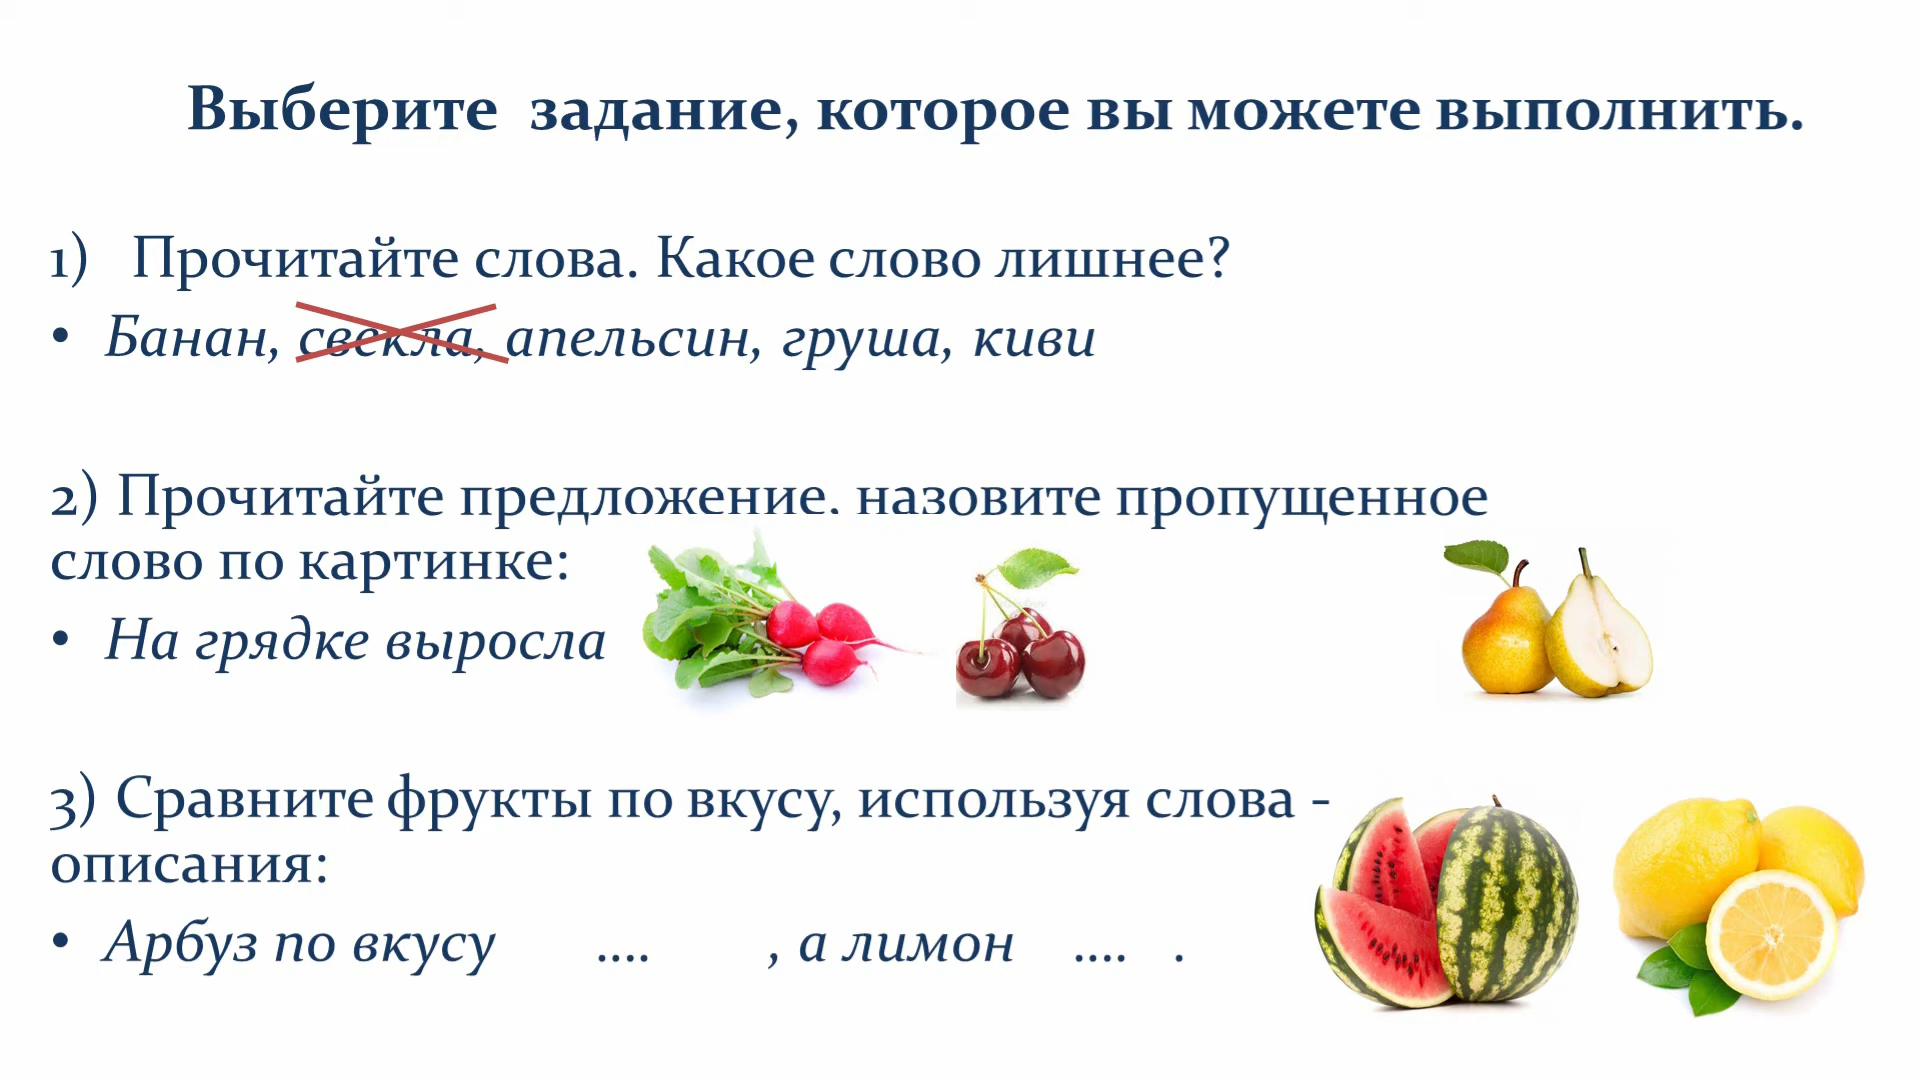 Выберите задание, которое вы можете выполнить.
1) Прочитайте слова. Какое слово лишнее?
• Банан, свекла, апельсин, груша, киви
2) Прочитайте предложение, назовите пропущенное
слово по картинке:
• На грядке выросла
3) Сравните фрукты по вкусу, используя слова -
описания:
• Арбуз по вкусу .... , а лимон .... .